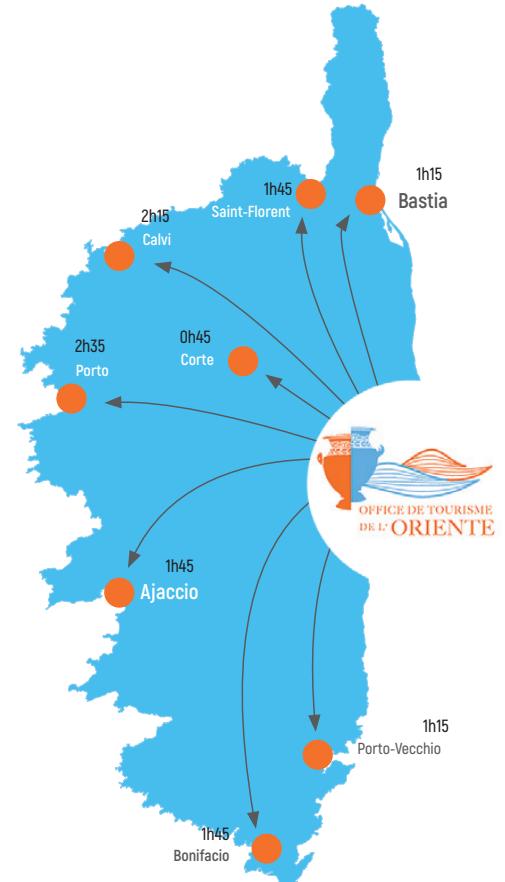 1h15
Bastia
1h45
Saint-Florent
2h15
Calvi
0h45
Corte
2h35
Porto
OFFICE DE TOURISME
DE L' ORIENTE
1h45
Ajaccio
1h15
Porto-Vecchio
1h45
Bonifacio